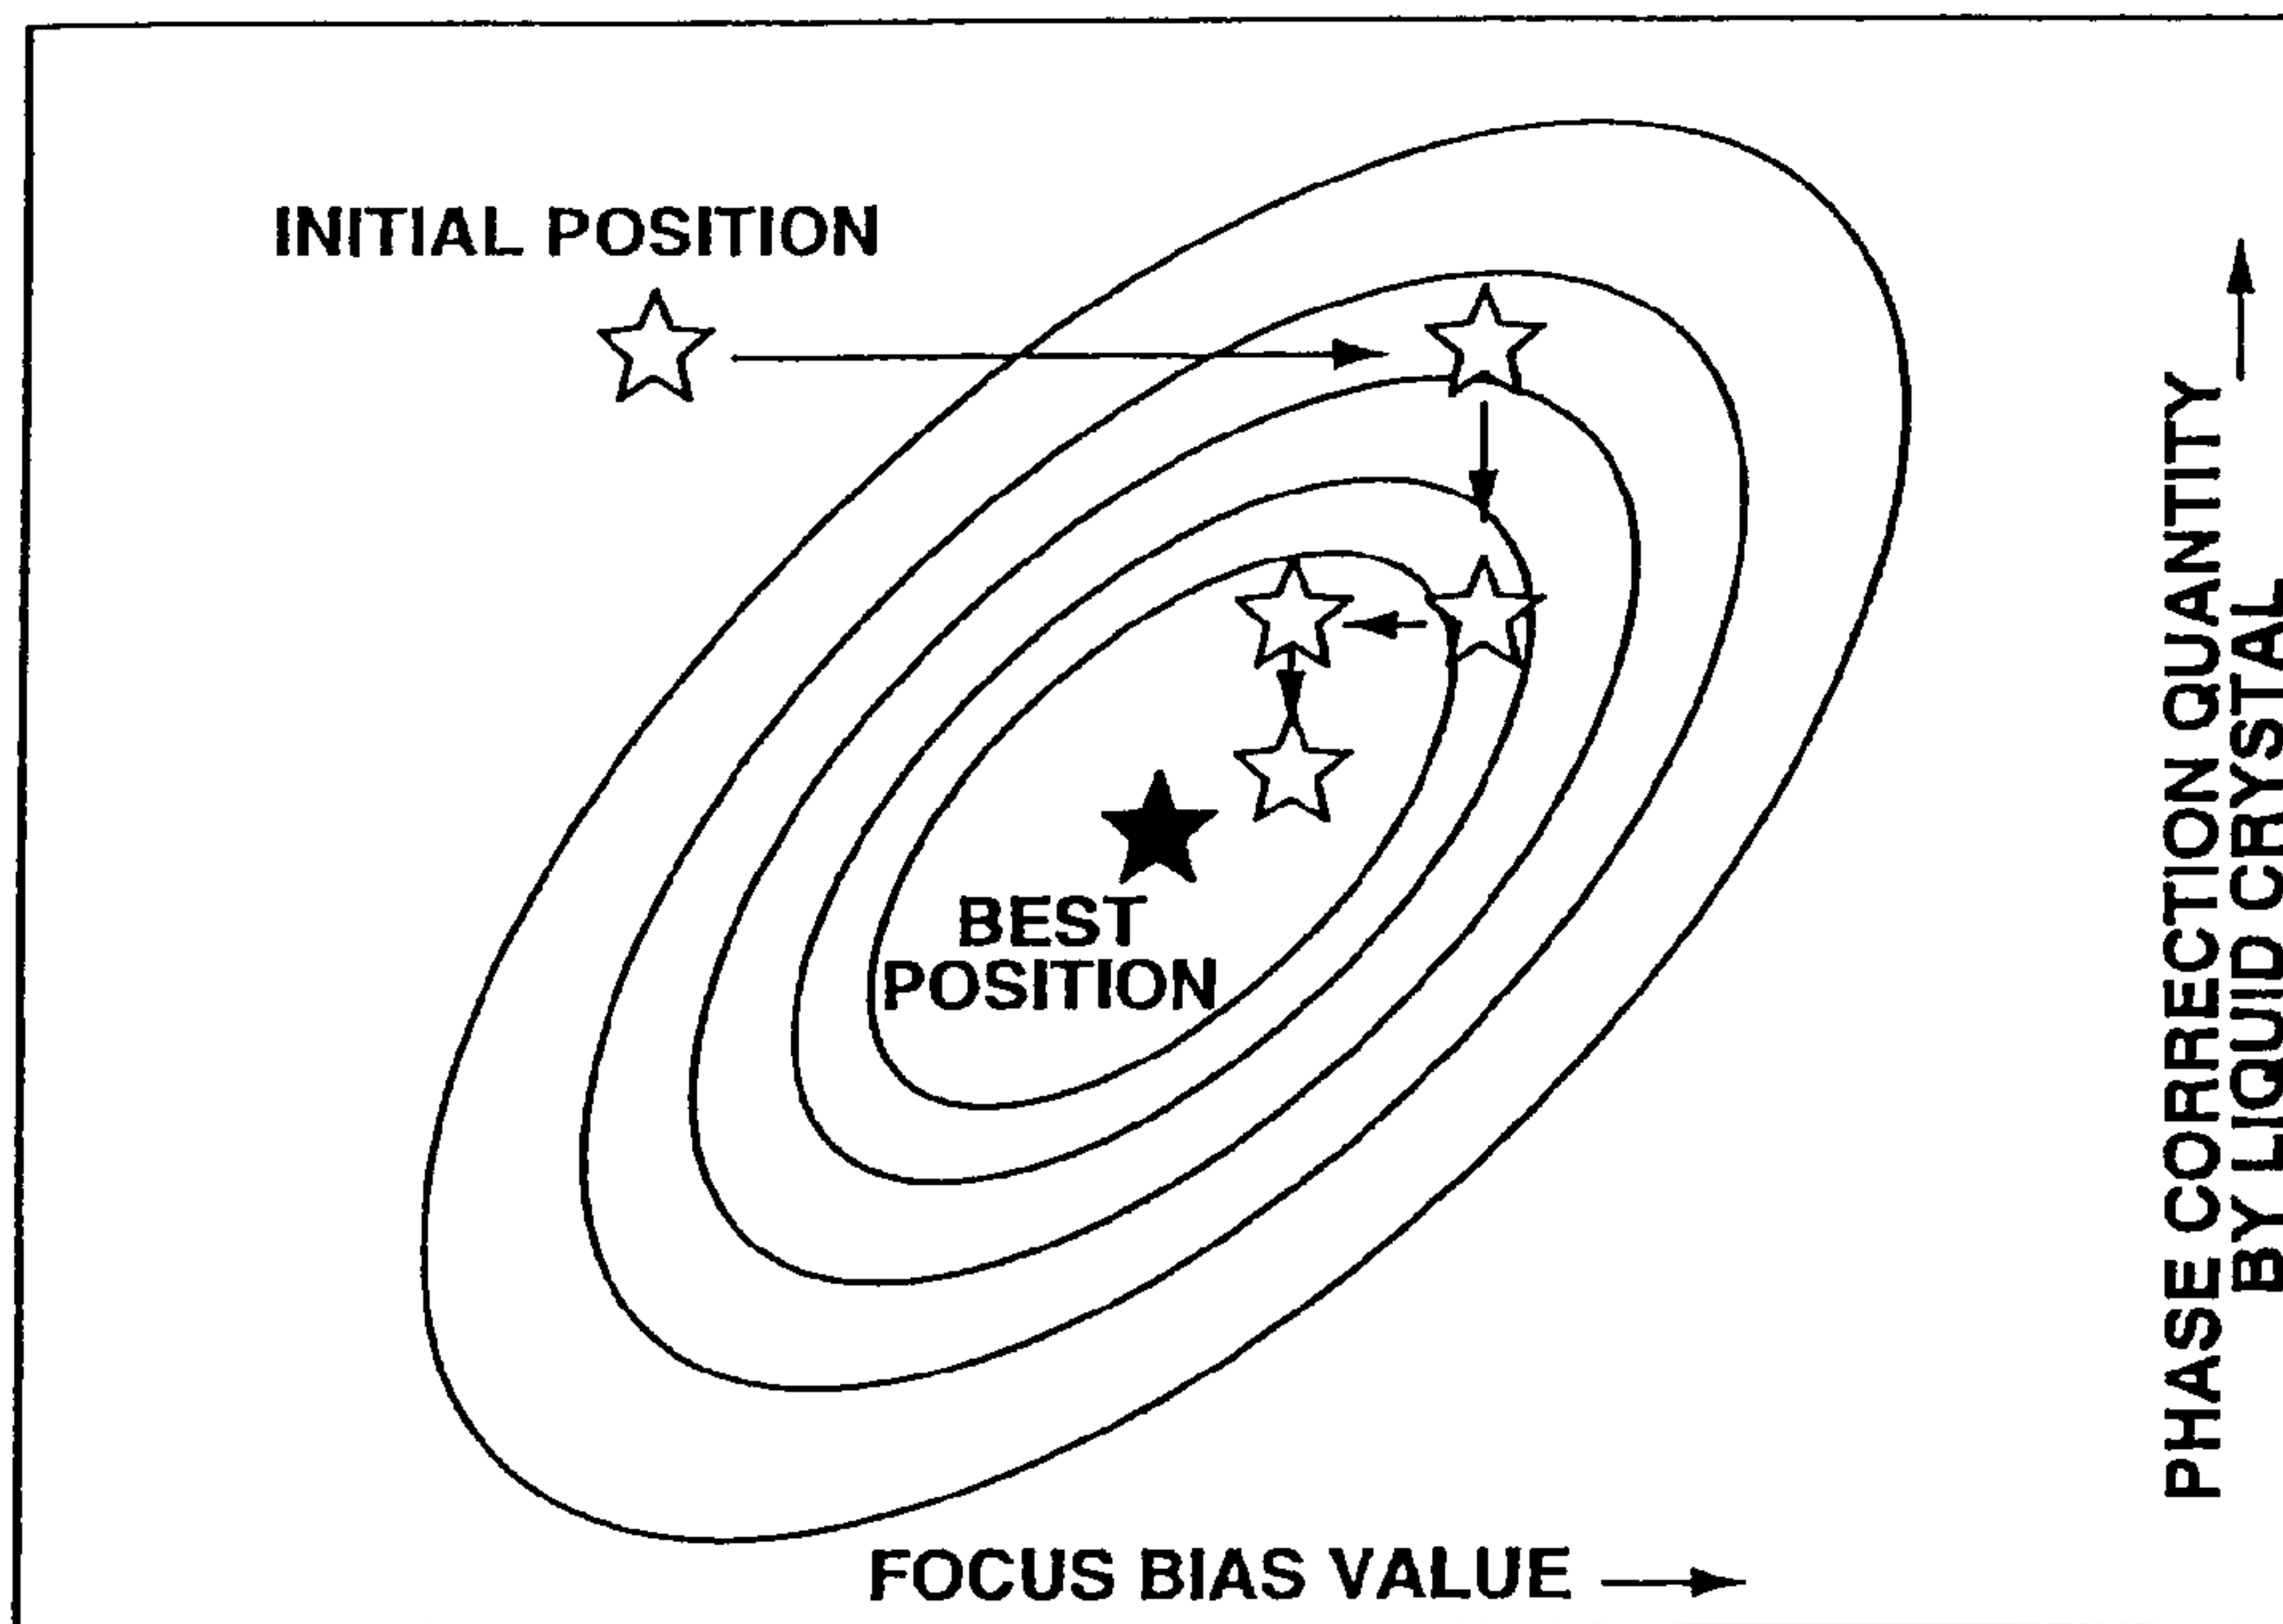 INITIAL POSITION
BEST
POSITION
FOCUS BIAS VALUE
PHASE CORRECTION QUANTITY
BY LIQUID CRYSTAL